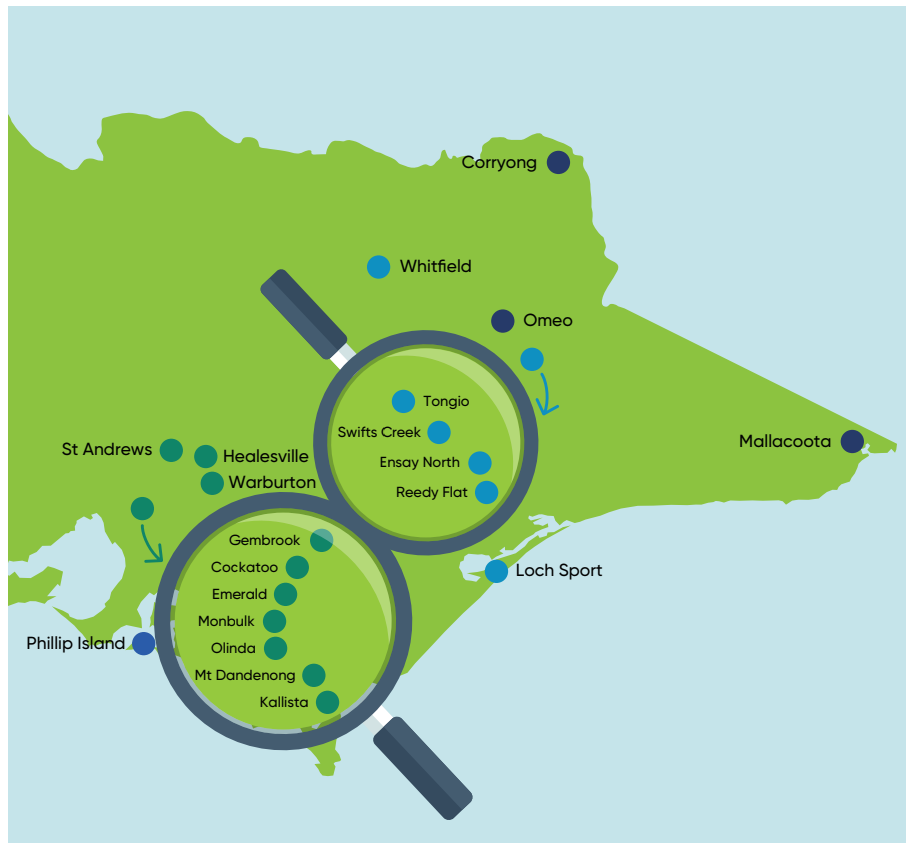 Corryong
Whitfield
Omeo
Tongio
Swifts Creek
Ensay North
Reedy Flat
Mallacoota
St Andrews
Healesville
Warburton
Gembrook
Cockatoo
Emerald
Monbulk
Olinda
Mt Dandenong
Kallista
Loch Sport
Phillip Island